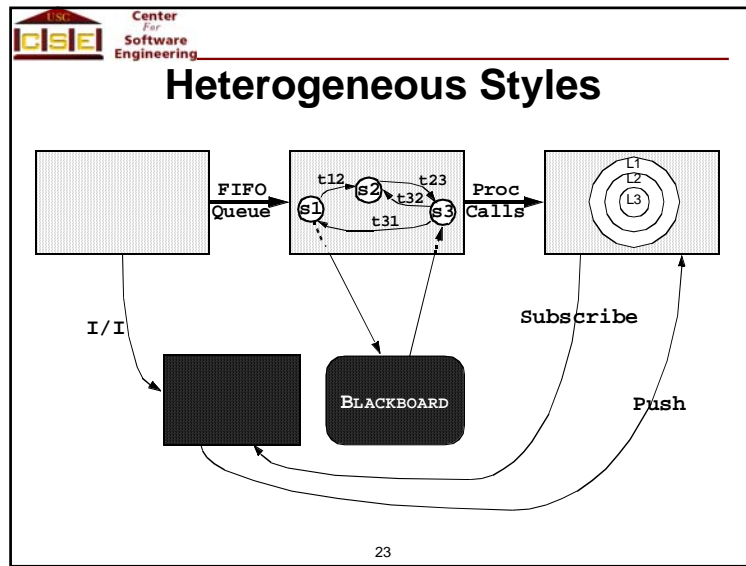 USC
CSE
Center
For
Software
Engineering
Heterogeneous Styles
FIFO
Queue
t12
s2
t23
s1
t32
s3
t31
Proc
Calls
L1
L2
L3
I/I
Subscribe
BLACKBOARD
Push
23